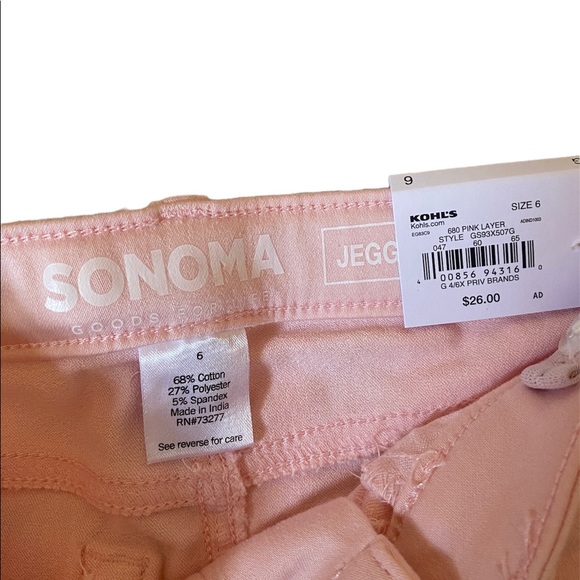 SONOMA
GOODS FOR
JEGG
6
68% Cotton
27% Polyester
5% Spandex
Made in India
RN#73277
See reverse for care
6
KOHL'S
Kohls.com
SIZE 6
EG83C9
680 PINK LAYER
STYLE GS93X507G
047 60 65
4 00856 94316 0
G 4/6X PRIV BRANDS
$26.00
AD